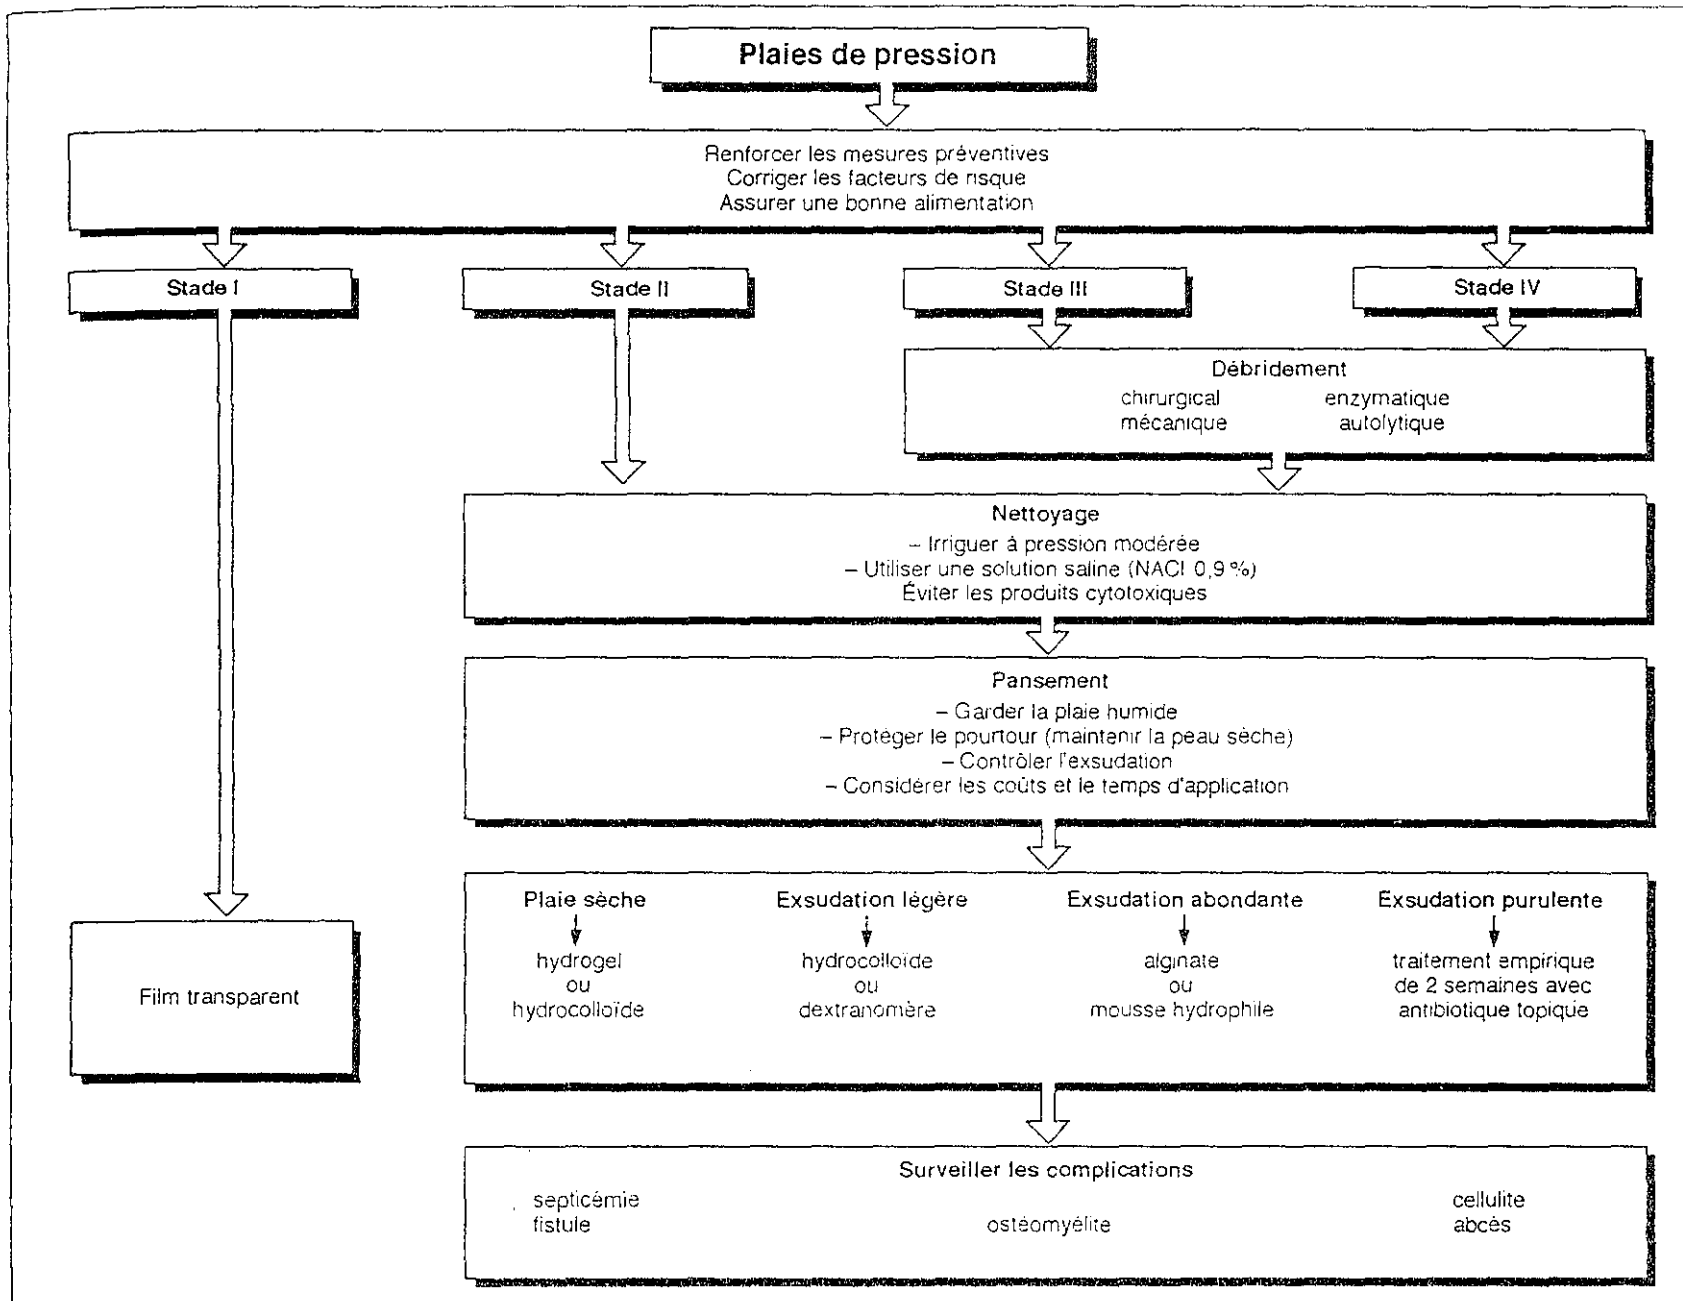 Plaies de pression
Renforcer les mesures préventives
Corriger les facteurs de risque
Assurer une bonne alimentation
Stade I
Stade II
Stade III
Stade IV
Débridement
chirurgical enzymatique
mécanique autolytique
Nettoyage
– Irriguer à pression modérée
– Utiliser une solution saline (NACl 0,9 %)
Éviter les produits cytotoxiques
Pansement
– Garder la plaie humide
– Protéger le pourtour (maintenir la peau sèche)
– Contrôler l'exsudation
– Considérer les coûts et le temps d'application
Plaie sèche
hydrogel
ou
hydrocolloïde
Exsudation légère
hydrocolloïde
ou
dextranomère
Exsudation abondante
alginate
ou
mousse hydrophile
Exsudation purulente
traitement empirique
de 2 semaines avec
antibiotique topique
Film transparent
Surveiller les complications
septicémie cellulite
fistule ostéomyélite abcès